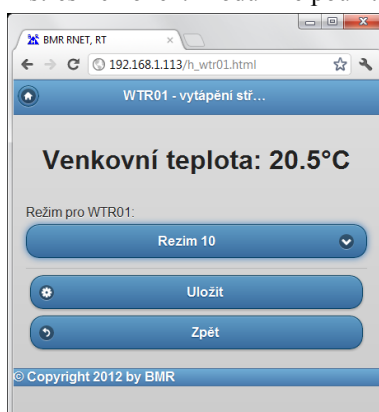 BMR RNET, RT
192.168.1.113/h_wtr01.html
WTR01 - vytápění stř...
Venkovní teplota: 20.5°C
Režim pro WTR01:
Rezim 10
Uložit
Zpět
© Copyright 2012 by BMR